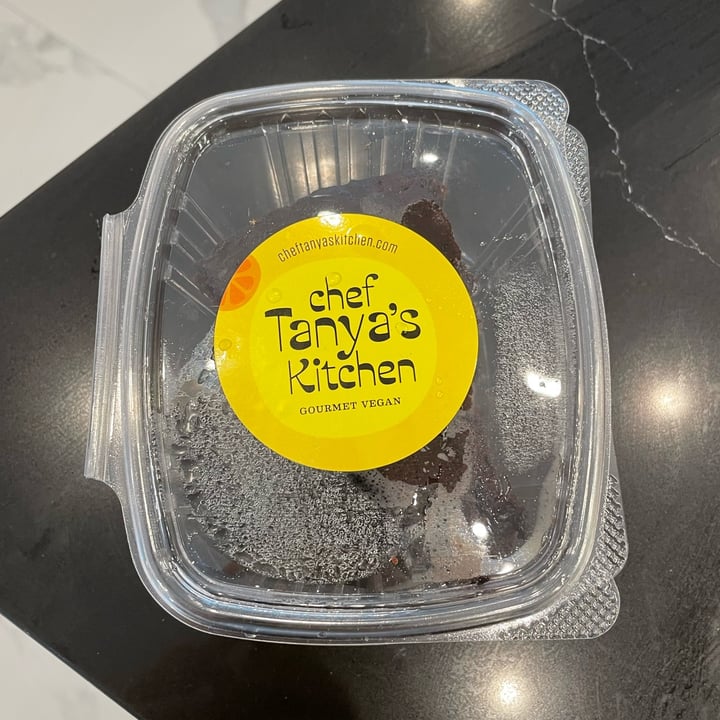 cheftanyaskitchen.com
chef
Tanya's
Kitchen
GOURMET VEGAN